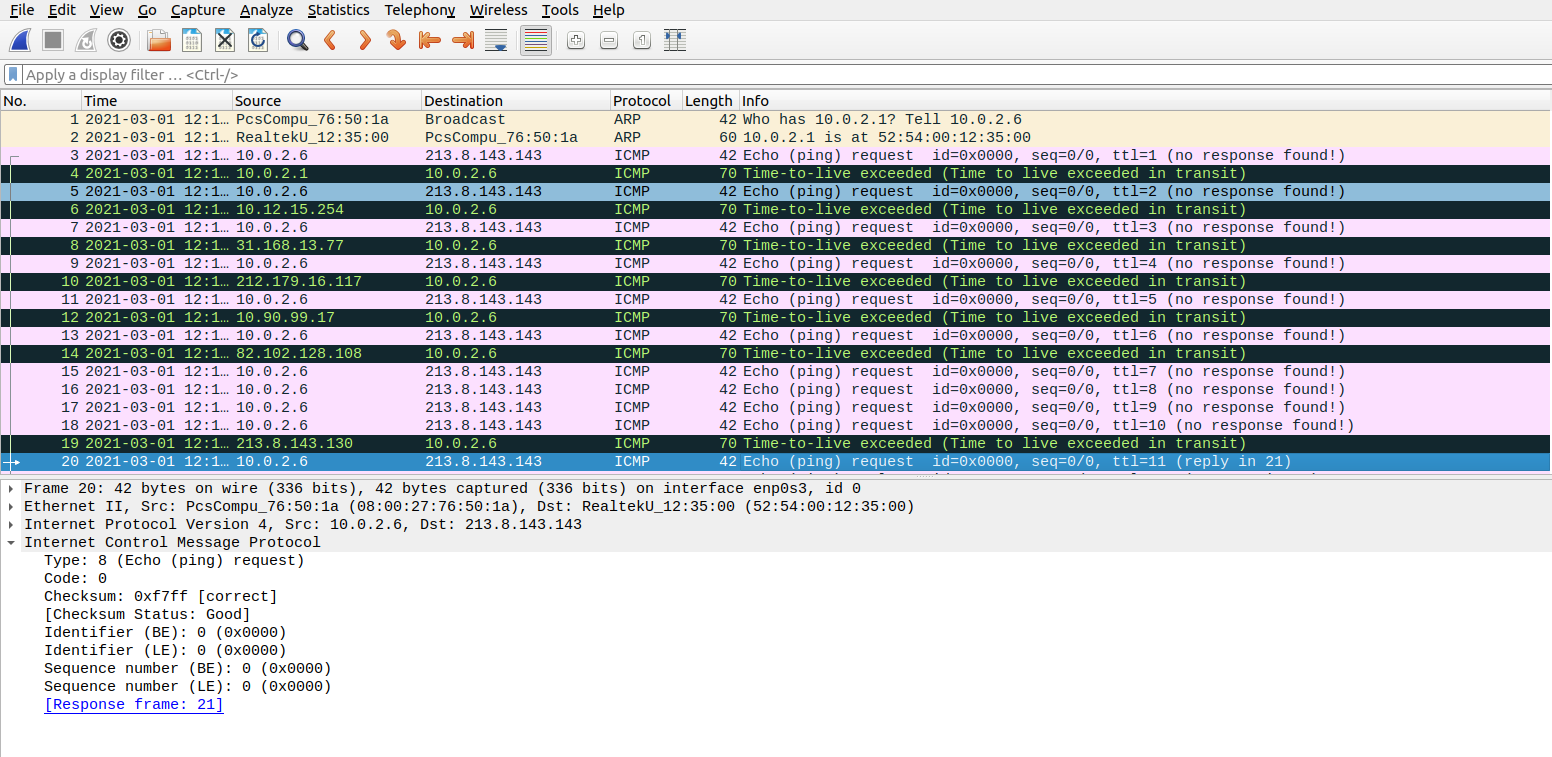 File Edit View Go Capture Analyze Statistics Telephony Wireless Tools Help
Apply a display filter … <Ctrl-/>
No. Time Source Destination Protocol Length Info
1 2021-03-01 12:1… PcsCompu_76:50:1a Broadcast ARP 42 Who has 10.0.2.1? Tell 10.0.2.6
2 2021-03-01 12:1… RealtekU_12:35:00 PcsCompu_76:50:1a ARP 60 10.0.2.1 is at 52:54:00:12:35:00
3 2021-03-01 12:1… 10.0.2.6 213.8.143.143 ICMP 42 Echo (ping) request id=0x0000, seq=0/0, ttl=1 (no response found!)
4 2021-03-01 12:1… 10.0.2.1 10.0.2.6 ICMP 70 Time-to-live exceeded (Time to live exceeded in transit)
5 2021-03-01 12:1… 10.0.2.6 213.8.143.143 ICMP 42 Echo (ping) request id=0x0000, seq=0/0, ttl=2 (no response found!)
6 2021-03-01 12:1… 10.12.15.254 10.0.2.6 ICMP 70 Time-to-live exceeded (Time to live exceeded in transit)
7 2021-03-01 12:1… 10.0.2.6 213.8.143.143 ICMP 42 Echo (ping) request id=0x0000, seq=0/0, ttl=3 (no response found!)
8 2021-03-01 12:1… 31.168.13.77 10.0.2.6 ICMP 70 Time-to-live exceeded (Time to live exceeded in transit)
9 2021-03-01 12:1… 10.0.2.6 213.8.143.143 ICMP 42 Echo (ping) request id=0x0000, seq=0/0, ttl=4 (no response found!)
10 2021-03-01 12:1… 212.179.16.117 10.0.2.6 ICMP 70 Time-to-live exceeded (Time to live exceeded in transit)
11 2021-03-01 12:1… 10.0.2.6 213.8.143.143 ICMP 42 Echo (ping) request id=0x0000, seq=0/0, ttl=5 (no response found!)
12 2021-03-01 12:1… 10.90.99.17 10.0.2.6 ICMP 70 Time-to-live exceeded (Time to live exceeded in transit)
13 2021-03-01 12:1… 10.0.2.6 213.8.143.143 ICMP 42 Echo (ping) request id=0x0000, seq=0/0, ttl=6 (no response found!)
14 2021-03-01 12:1… 82.102.128.108 10.0.2.6 ICMP 70 Time-to-live exceeded (Time to live exceeded in transit)
15 2021-03-01 12:1… 10.0.2.6 213.8.143.143 ICMP 42 Echo (ping) request id=0x0000, seq=0/0, ttl=7 (no response found!)
16 2021-03-01 12:1… 10.0.2.6 213.8.143.143 ICMP 42 Echo (ping) request id=0x0000, seq=0/0, ttl=8 (no response found!)
17 2021-03-01 12:1… 10.0.2.6 213.8.143.143 ICMP 42 Echo (ping) request id=0x0000, seq=0/0, ttl=9 (no response found!)
18 2021-03-01 12:1… 10.0.2.6 213.8.143.143 ICMP 42 Echo (ping) request id=0x0000, seq=0/0, ttl=10 (no response found!)
19 2021-03-01 12:1… 213.8.143.130 10.0.2.6 ICMP 70 Time-to-live exceeded (Time to live exceeded in transit)
20 2021-03-01 12:1… 10.0.2.6 213.8.143.143 ICMP 42 Echo (ping) request id=0x0000, seq=0/0, ttl=11 (reply in 21)
Frame 20: 42 bytes on wire (336 bits), 42 bytes captured (336 bits) on interface enp0s3, id 0
Ethernet II, Src: PcsCompu_76:50:1a (08:00:27:76:50:1a), Dst: RealtekU_12:35:00 (52:54:00:12:35:00)
Internet Protocol Version 4, Src: 10.0.2.6, Dst: 213.8.143.143
Internet Control Message Protocol
Type: 8 (Echo (ping) request)
Code: 0
Checksum: 0xf7ff [correct]
[Checksum Status: Good]
Identifier (BE): 0 (0x0000)
Identifier (LE): 0 (0x0000)
Sequence number (BE): 0 (0x0000)
Sequence number (LE): 0 (0x0000)
[Response frame: 21]